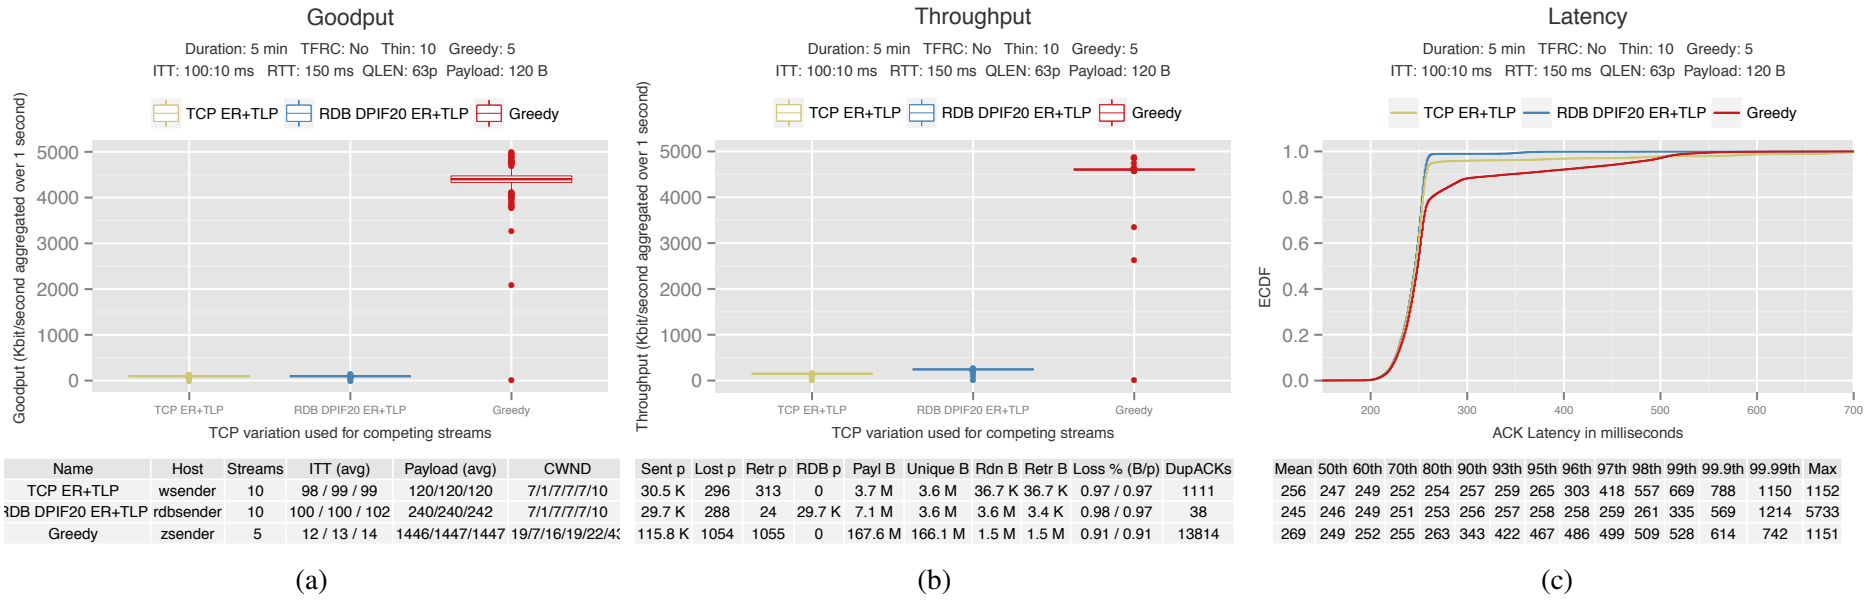 Goodput
Duration: 5 min TFRC: No Thin: 10 Greedy: 5
ITT: 100:10 ms RTT: 150 ms QLEN: 63p Payload: 120 B
TCP ER+TLP RDB DPIF20 ER+TLP Greedy
Goodput (Kbit/second aggregated over 1 second)
5000
4000
3000
2000
1000
0
TCP ER+TLP RDB DPIF20 ER+TLP Greedy
TCP variation used for competing streams
Name Host Streams ITT (avg) Payload (avg) CWND
TCP ER+TLP wsender 10 98 / 99 / 99 120/120/120 7/1/7/7/7/10
RDB DPIF20 ER+TLP rdbsender 10 100 / 100 / 102 240/240/242 7/1/7/7/7/10
Greedy zsender 5 12 / 13 / 14 1446/1447/1447 19/7/16/19/22/43
(a)
Throughput
Duration: 5 min TFRC: No Thin: 10 Greedy: 5
ITT: 100:10 ms RTT: 150 ms QLEN: 63p Payload: 120 B
TCP ER+TLP RDB DPIF20 ER+TLP Greedy
Throughput (Kbit/second aggregated over 1 second)
5000
4000
3000
2000
1000
0
TCP ER+TLP RDB DPIF20 ER+TLP Greedy
TCP variation used for competing streams
Sent p Lost p Retr p RDB p Payl B Unique B Rdn B Retr B Loss % (B/p) DupACKs
30.5 K 296 313 0 3.7 M 3.6 M 36.7 K 36.7 K 0.97 / 0.97 1111
29.7 K 288 24 29.7 K 7.1 M 3.6 M 3.6 M 3.4 K 0.98 / 0.97 38
115.8 K 1054 1055 0 167.6 M 166.1 M 1.5 M 1.5 M 0.91 / 0.91 13814
(b)
Latency
Duration: 5 min TFRC: No Thin: 10 Greedy: 5
ITT: 100:10 ms RTT: 150 ms QLEN: 63p Payload: 120 B
TCP ER+TLP RDB DPIF20 ER+TLP Greedy
ECDF
1.0
0.8
0.6
0.4
0.2
0.0
200 300 400 500 600 700
ACK Latency in milliseconds
Mean 50th 60th 70th 80th 90th 93th 95th 96th 97th 98th 99th 99.9th 99.99th Max
256 247 249 252 254 257 259 265 303 418 557 669 788 1150 1152
245 246 249 251 253 256 257 258 258 259 261 335 569 1214 5733
269 249 252 255 263 343 422 467 486 499 509 528 614 742 1151
(c)